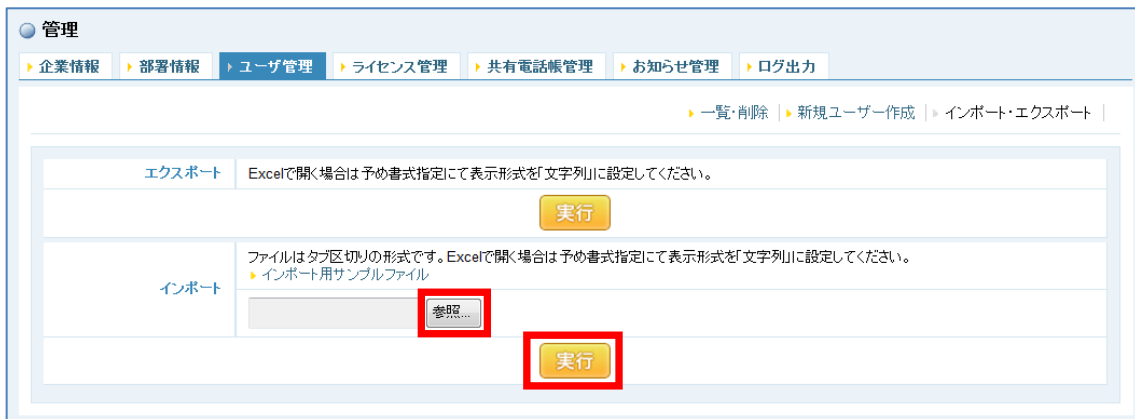 管理
企業情報 部署情報 ユーザ管理 ライセンス管理 共有電話帳管理 お知らせ管理 ログ出力
一覧・削除 新規ユーザー作成 インポート・エクスポート
エクスポート Excelで開く場合は予め書式指定にて表示形式を「文字列」に設定してください。
実行
ファイルはタブ区切りの形式です。Excelで開く場合は予め書式指定にて表示形式を「文字列」に設定してください。
インポート用サンプルファイル
インポート
参照...
実行